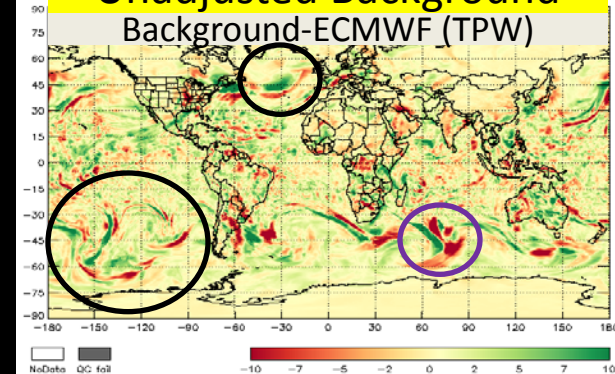 Unadjusted Background
Background-ECMWF (TPW)
90
75
60
45
30
15
0
-15
-30
-45
-60
-75
-90
-180 -150 -120 -90 -60 -30 0 30 60 90 120 150 180
NoData QC fail
-10 -7 -5 -2 0 2 5 7 10